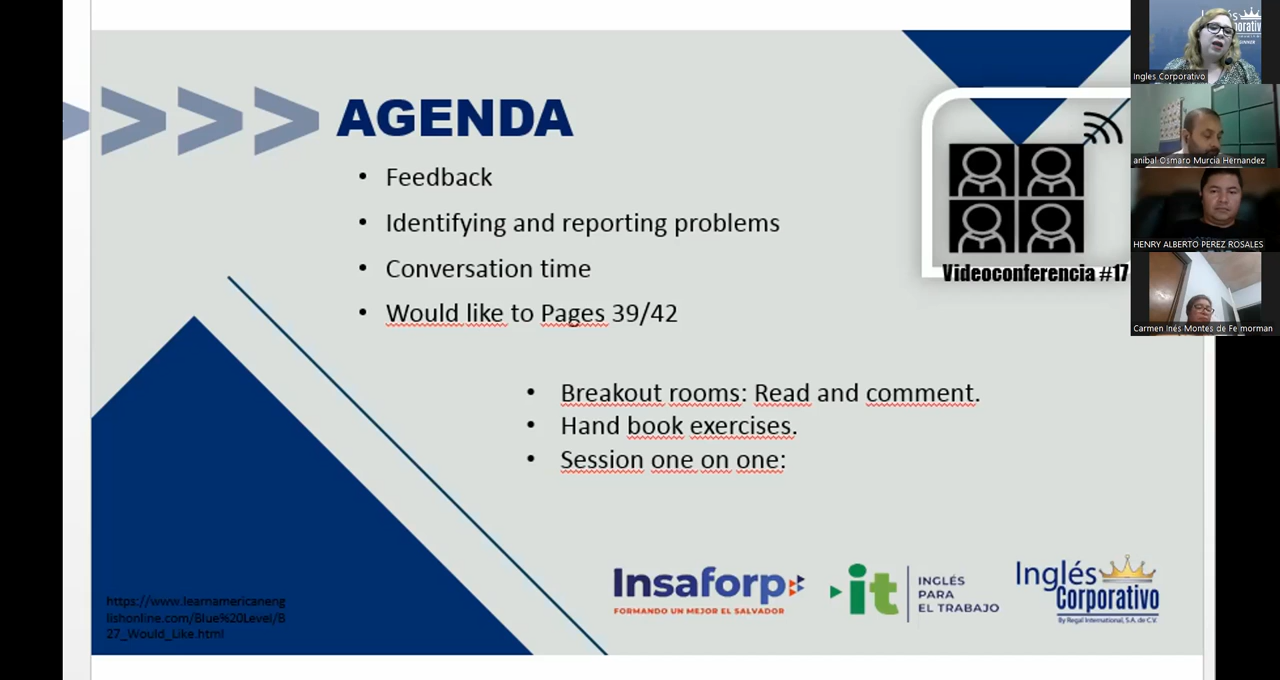 AGENDA
• Feedback
• Identifying and reporting problems
• Conversation time
• Would like to Pages 39/42
• Breakout rooms: Read and comment.
• Hand book exercises.
• Session one on one:
Videoconferencia #17
https://www.learnamericaneng
lishonline.com/Blue%20Level/B
27_Would_Like.html
Insaforp
FORMANDO UN MEJOR EL SALVADOR
it
INGLÉS
PARA
EL TRABAJO
Inglés
Corporativo
By Regal International, S.A. de C.V.
Ingles Corporativo
anibal Osmaro Murcia Hernandez
HENRY ALBERTO PEREZ ROSALES
Carmen Inés Montes de Fe morman